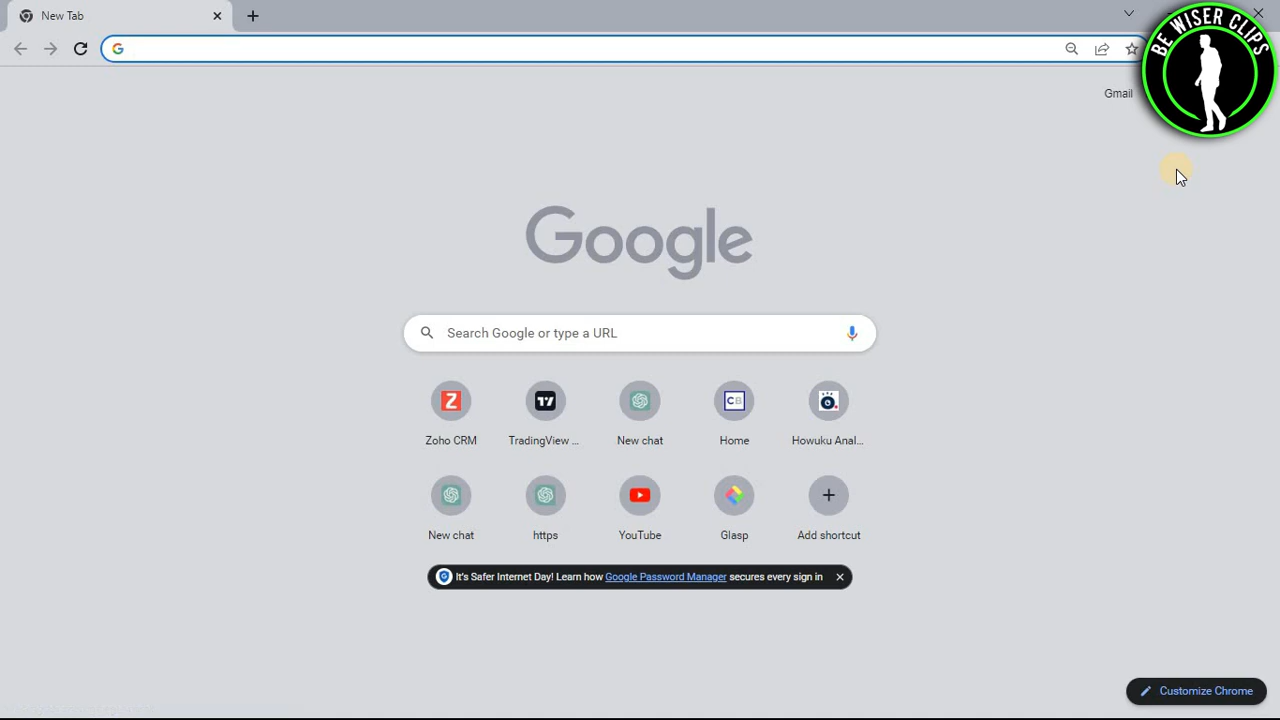 New Tab
BE WISER CLIPS
Gmail
Google
Search Google or type a URL
Z
TV
CB
Zoho CRM
TradingView ...
New chat
Home
Howuku Anal...
New chat
https
YouTube
Glasp
Add shortcut
It's Safer Internet Day! Learn how Google Password Manager secures every sign in
Customize Chrome